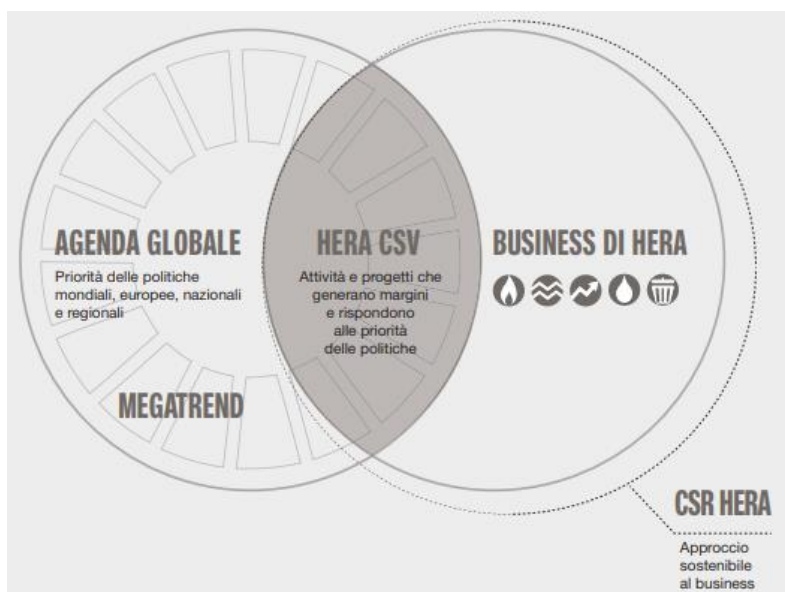 AGENDA GLOBALE
Priorità delle politiche
mondiali, europee, nazionali
e regionali
MEGATREND
HERA CSV
Attività e progetti che
generano margini
e rispondono
alle priorità
delle politiche
BUSINESS DI HERA
CSR HERA
Approccio
sostenibile
al business